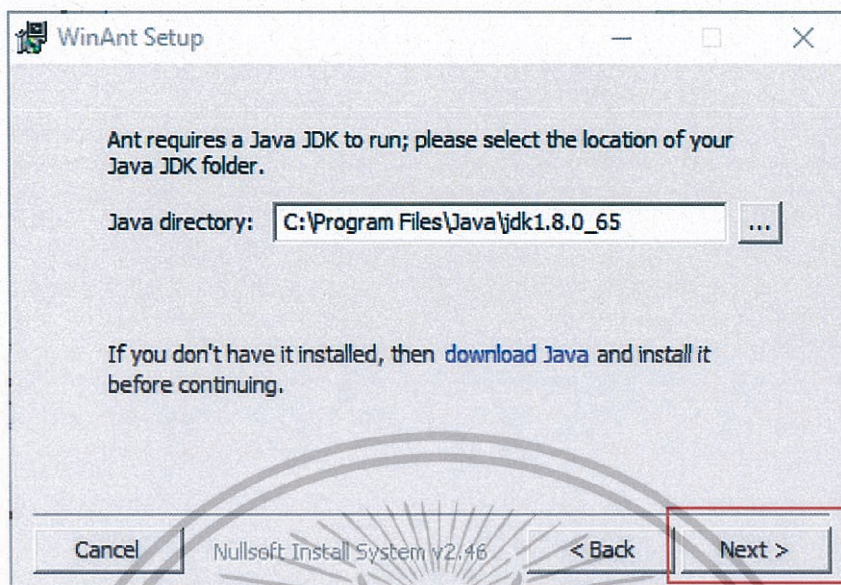 WinAnt Setup
Ant requires a Java JDK to run; please select the location of your
Java JDK folder.
Java directory: C:\Program Files\Java\jdk1.8.0_65 ...
If you don't have it installed, then download Java and install it
before continuing.
Cancel Nullsoft Install System v2.46 < Back Next >